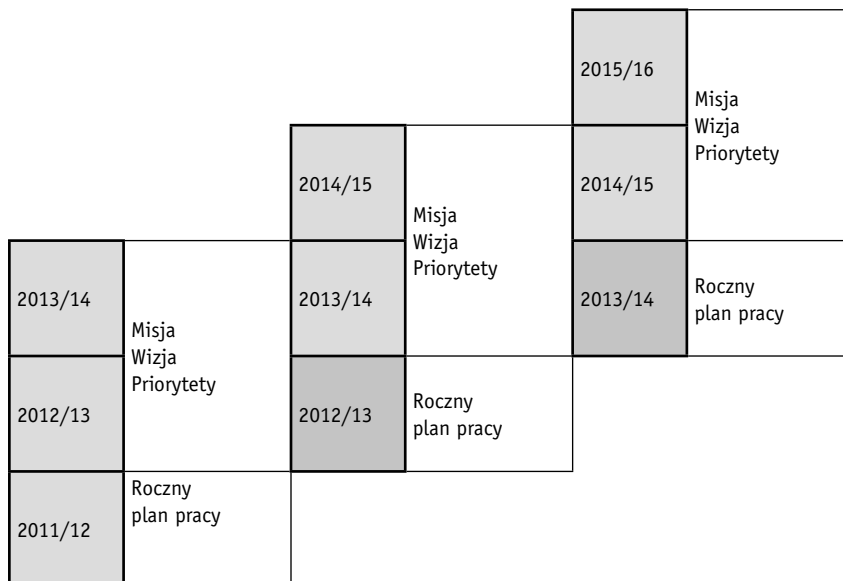 2015/16
Misja
Wizja
Priorytety
2014/15
2014/15
Misja
Wizja
Priorytety
2013/14
Roczny
plan pracy
2013/14
2013/14
Misja
Wizja
Priorytety
2012/13
Roczny
plan pracy
2012/13
Roczny
plan pracy
2011/12